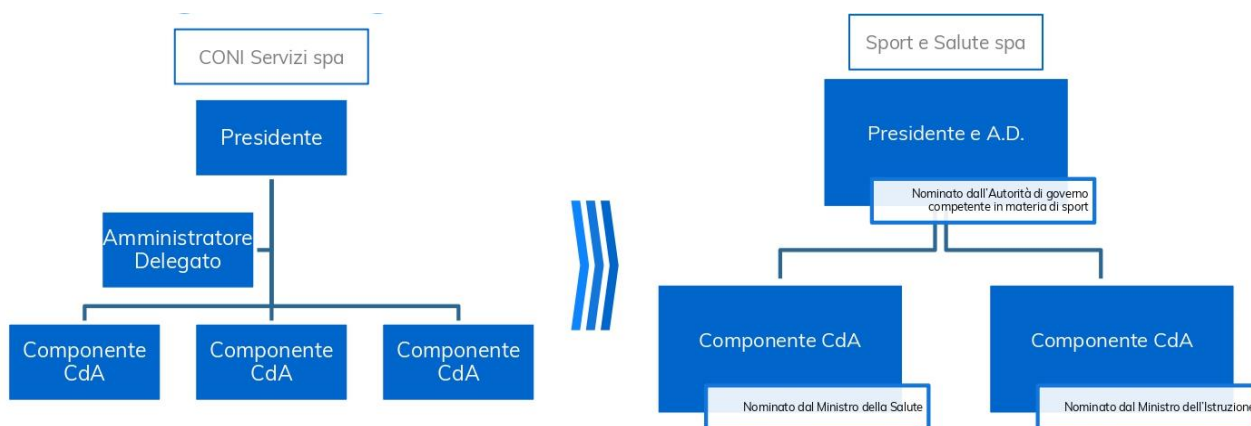 CONI Servizi spa
Presidente
Amministratore
Delegato
Componente
CdA
Componente
CdA
Componente
CdA
Sport e Salute spa
Presidente e A.D.
Nominato dall'Autorità di governo
competente in materia di sport
Componente CdA
Nominato dal Ministro della Salute
Componente CdA
Nominato dal Ministro dell'Istruzione